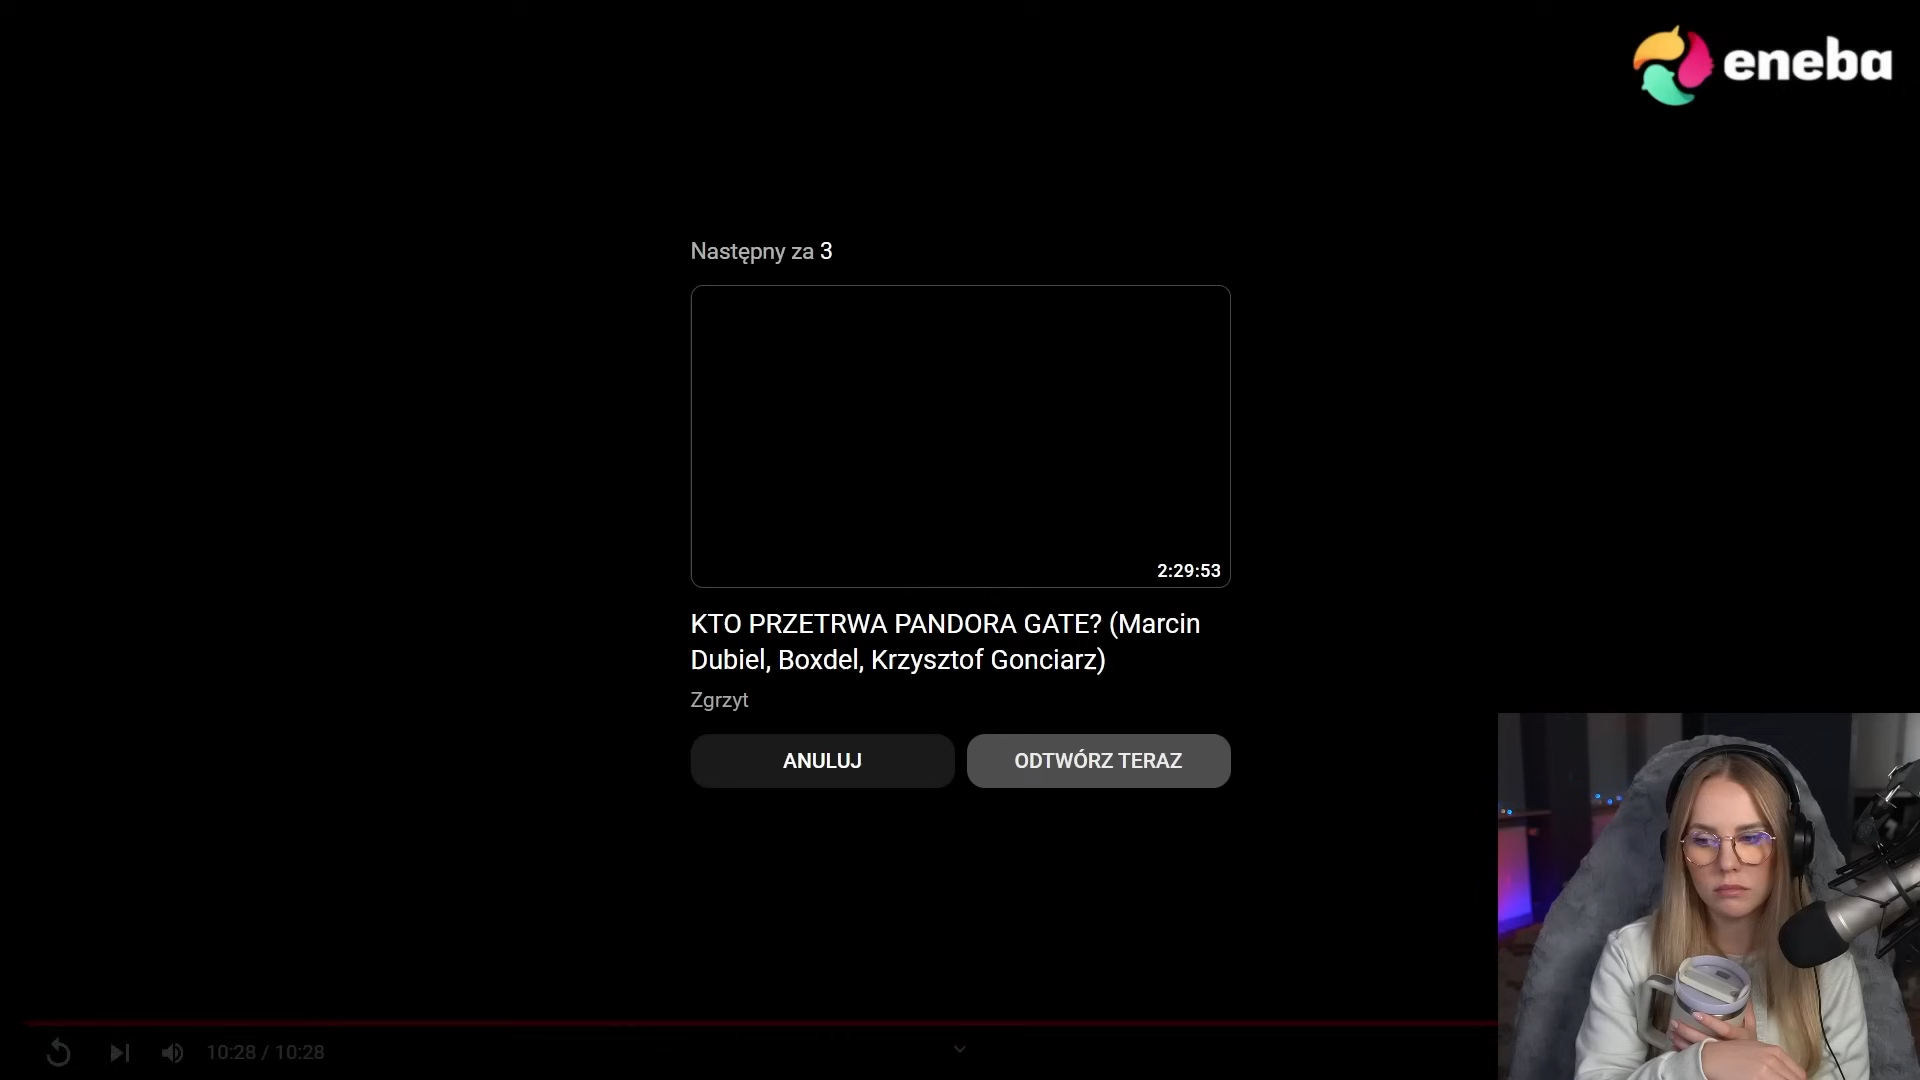 eneba
Następny za 3
2:29:53
KTO PRZETRWA PANDORA GATE? (Marcin
Dubiel, Boxdel, Krzysztof Gonciarz)
Zgrzyt
ANULUJ
ODTWÓRZ TERAZ
10:28 / 10:28